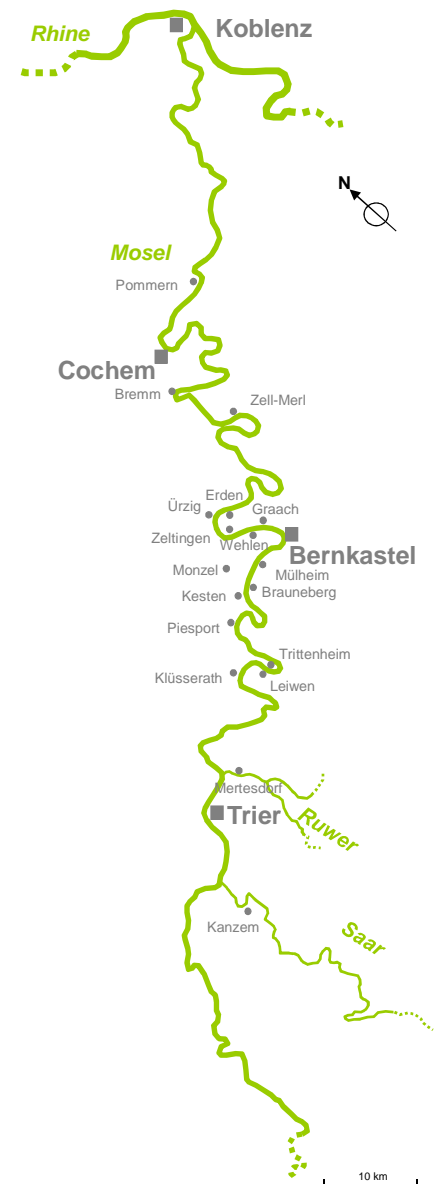 Koblenz
Rhine
N
Mosel
Pommern
Cochem
Bremm
Zell-Merl
Erden
Ürzig
Graach
Zeltingen
Wehlen
Bernkastel
Monzel
Mülheim
Brauneberg
Kesten
Piesport
Trittenheim
Klüsserath
Leiwen
Mertesdorf
Trier
Ruwer
Kanzem
Saar
10 km